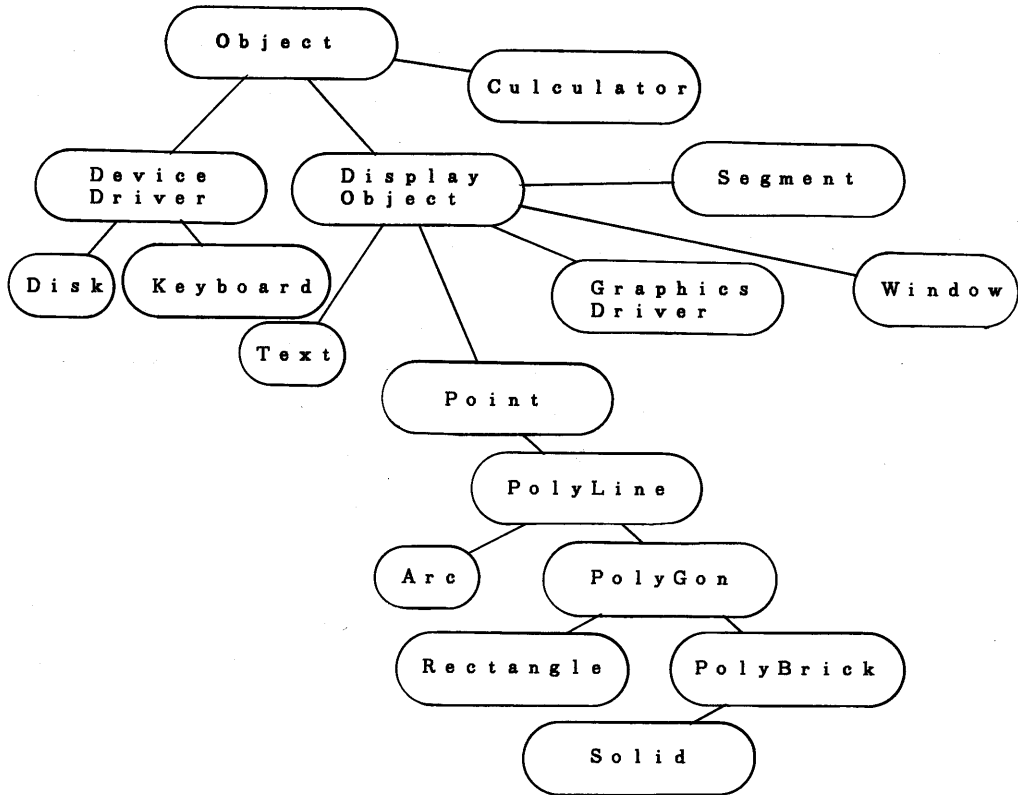 Object
Culculator
Device
Driver
Display
Object
Segment
Disk
Keyboard
Graphics
Driver
Window
Text
Point
PolyLine
Arc
PolyGon
Rectangle
PolyBrick
Solid